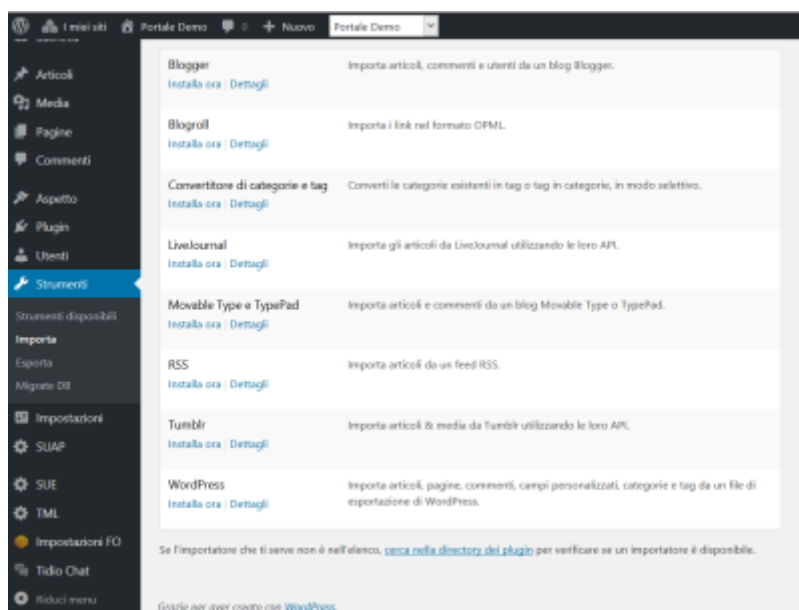 I miei siti Portale Demo 0 + Nuovo Portale Demo
Articoli
Media
Pagine
Commenti
Aspetto
Plugin
Utenti
Strumenti
Strumenti disponibili
Importa
Esporta
Migrate DB
Impostazioni
SUAP
SUE
TML
Impostazioni FO
Tidio Chat
Riduci menu
Blogger Importa articoli, commenti e utenti da un blog Blogger.
Installa ora | Dettagli
Blogroll Importa i link nel formato OPML.
Installa ora | Dettagli
Convertitore di categorie e tag Converti le categorie esistenti in tag o tag in categorie, in modo selettivo.
Installa ora | Dettagli
LiveJournal Importa gli articoli da LiveJournal utilizzando le loro API.
Installa ora | Dettagli
Movable Type e TypePad Importa articoli e commenti da un blog Movable Type o TypePad.
Installa ora | Dettagli
RSS Importa articoli da un feed RSS.
Installa ora | Dettagli
Tumblr Importa articoli & media da Tumblr utilizzando le loro API.
Installa ora | Dettagli
WordPress Importa articoli, pagine, commenti, campi personalizzati, categorie e tag da un file di
Installa ora | Dettagli esportazione di WordPress.
Se l'importatore che ti serve non è nell'elenco, cerca nella directory dei plugin per verificare se un importatore è disponibile.
Grazie per aver creato con WordPress.